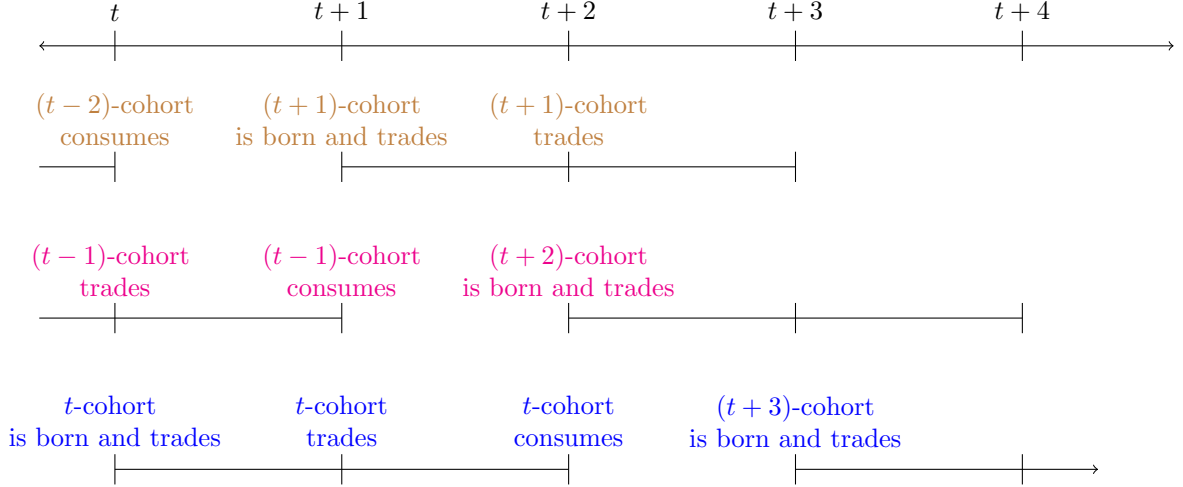 t t + 1 t + 2 t + 3 t + 4
(t − 2)-cohort (t + 1)-cohort (t + 1)-cohort
consumes is born and trades trades
(t − 1)-cohort (t − 1)-cohort (t + 2)-cohort
trades consumes is born and trades
t-cohort t-cohort t-cohort (t + 3)-cohort
is born and trades trades consumes is born and trades